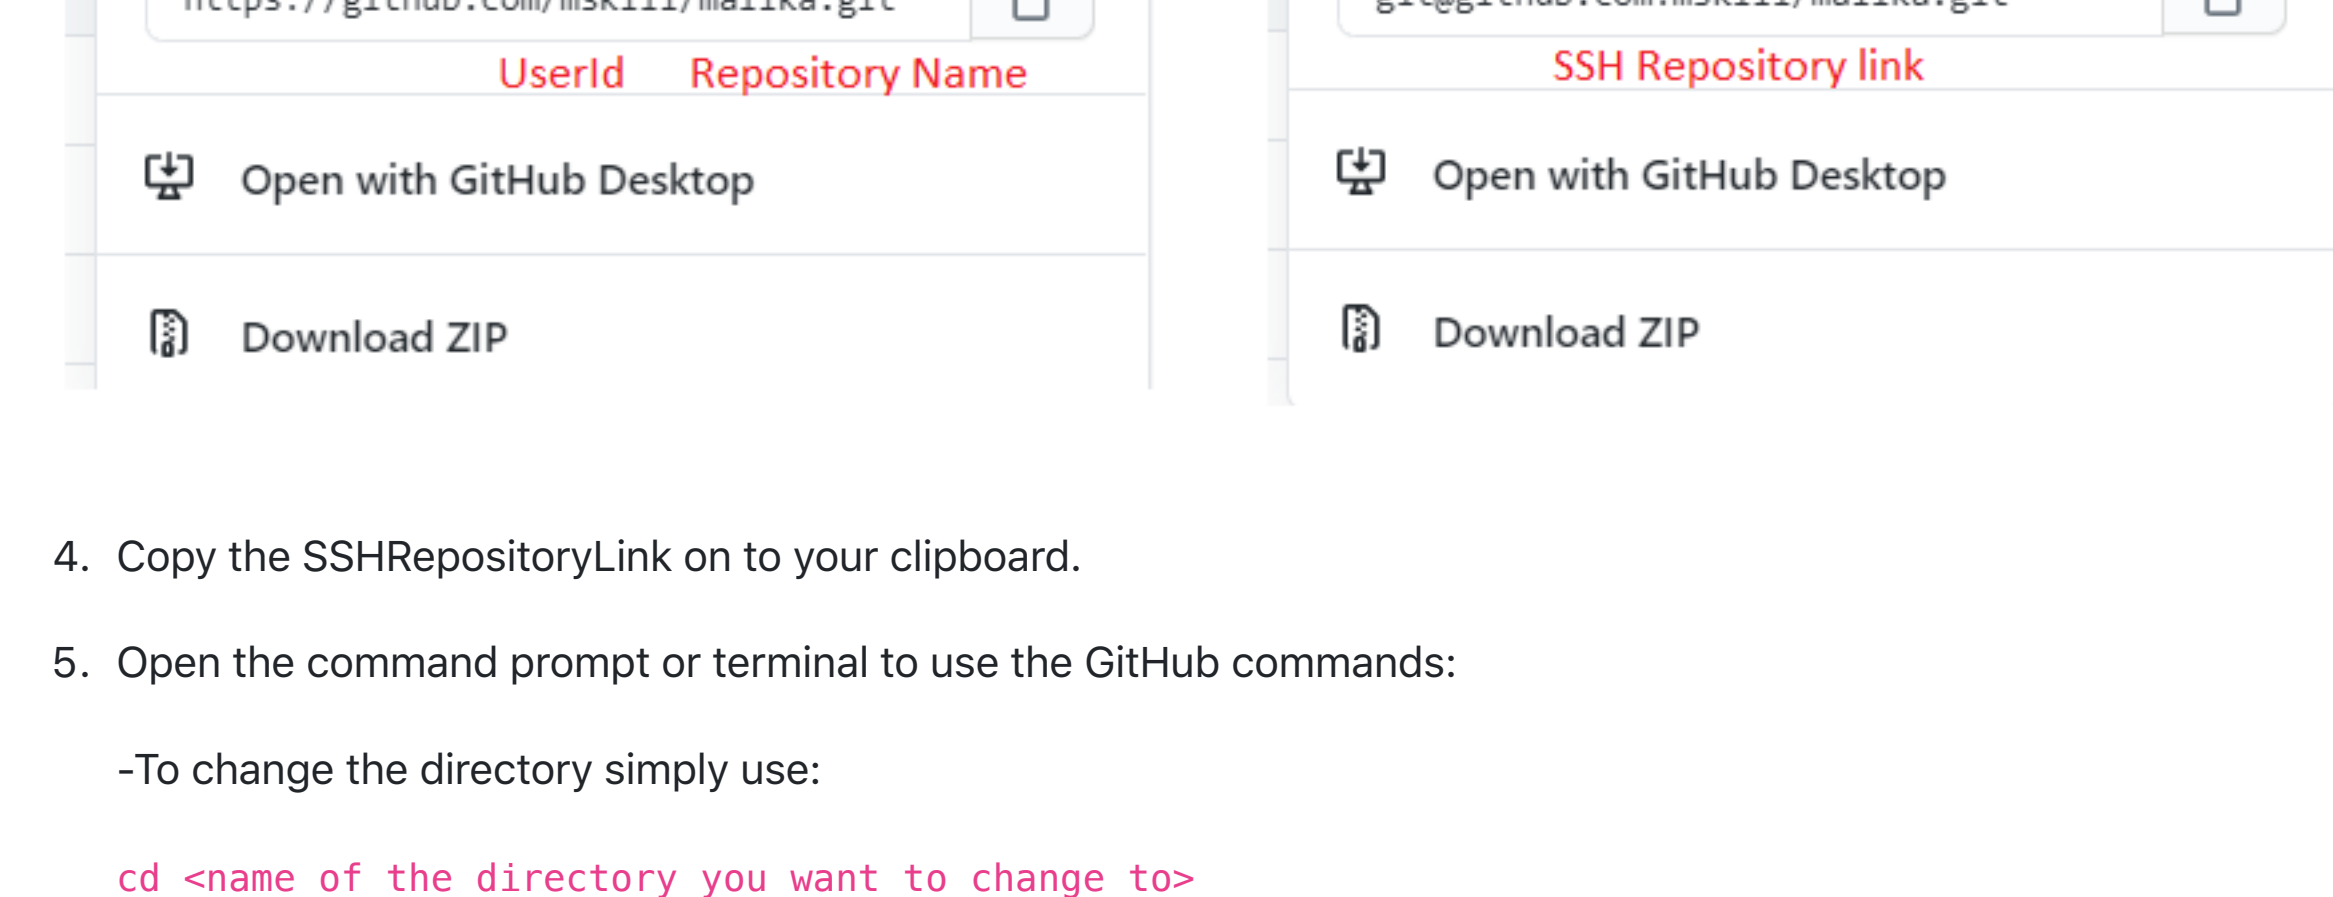 UserId Repository Name
SSH Repository link
Open with GitHub Desktop
Open with GitHub Desktop
Download ZIP
Download ZIP
4. Copy the SSHRepositoryLink on to your clipboard.
5. Open the command prompt or terminal to use the GitHub commands:
-To change the directory simply use:
cd <name of the directory you want to change to>